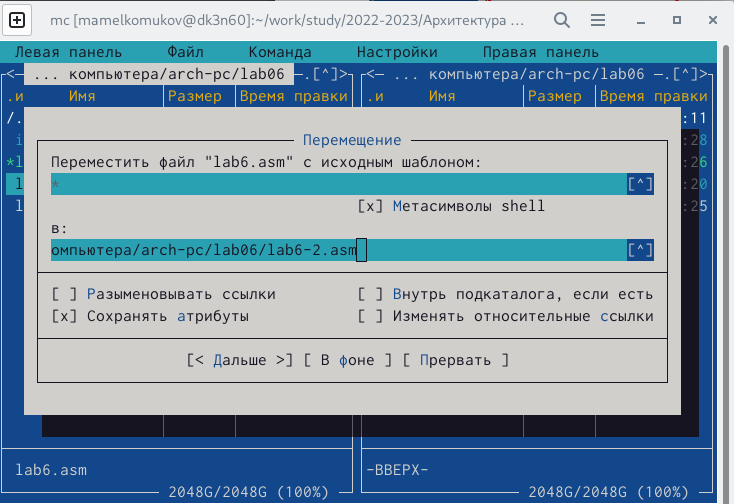 mc [mamelkomukov@dk3n60]:~/work/study/2022-2023/Архитектура ...
Левая панель Файл Команда Настройки Правая панель
<— ... компьютера/arch-pc/lab06 —.[^]> <— ... компьютера/arch-pc/lab06 —.[^]>
.и Имя Размер Время правки .и Имя Размер Время правки
/. :11
Перемещение
i :28
Переместить файл "lab6.asm" с исходным шаблоном:
*l :26
* [^]
l :20
[x] Метасимволы shell
l :25
в:
омпьютера/arch-pc/lab06/lab6-2.asm [^]
[ ] Разыменовывать ссылки [ ] Внутрь подкаталога, если есть
[x] Сохранять атрибуты [ ] Изменять относительные ссылки
[< Дальше >] [ В фоне ] [ Прервать ]
lab6.asm -ВВЕРХ-
2048G/2048G (100%) 2048G/2048G (100%)